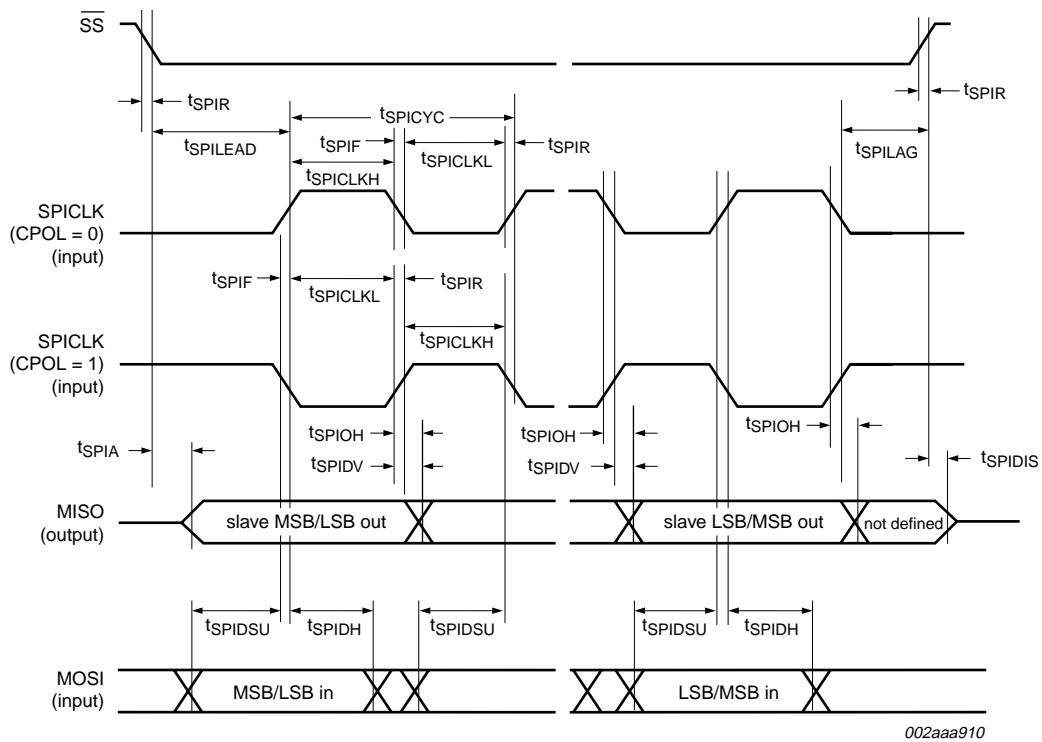 SS
tSPIR
tSPICYC
tSPIR
tSPILEAD
tSPIF
tSPICLKL
tSPIR
tSPILAG
tSPICLKH
SPICLK
(CPOL = 0)
(input)
tSPIF
tSPICLKL
tSPIR
SPICLK
(CPOL = 1)
(input)
tSPICLKH
tSPIOH
tSPIOH
tSPIOH
tSPIA
tSPIDV
tSPIDV
tSPIDIS
MISO
(output)
slave MSB/LSB out
slave LSB/MSB out
not defined
tSPIDSU
tSPIDH
tSPIDSU
tSPIDSU
tSPIDH
MOSI
(input)
MSB/LSB in
LSB/MSB in
002aaa910